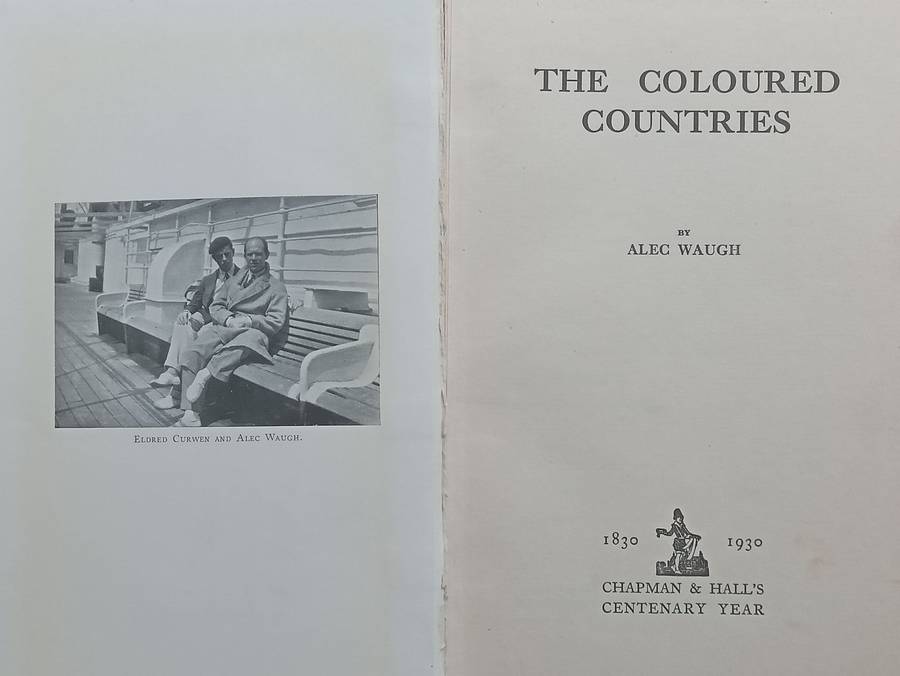 Eldred Curwen and Alec Waugh.
THE COLOURED
COUNTRIES
BY
ALEC WAUGH
1830 1930
CHAPMAN & HALL'S
CENTENARY YEAR